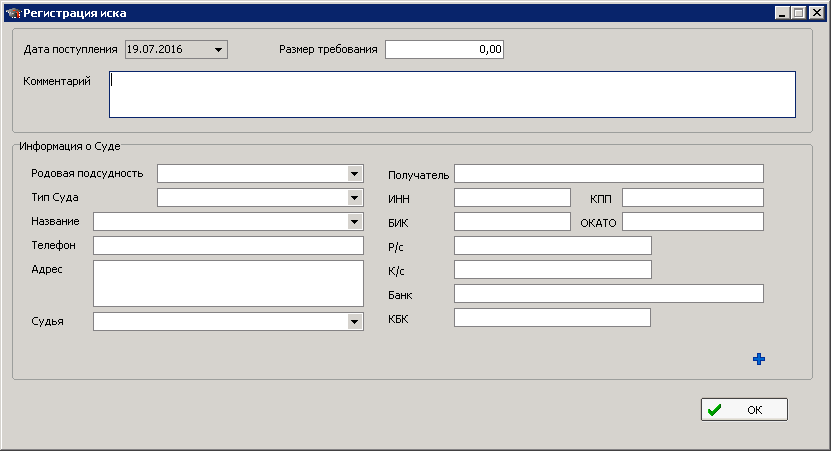 Регистрация иска
Дата поступления 19.07.2016 Размер требования 0,00
Комментарий
Информация о Суде
Родовая подсудность
Тип Суда
Название
Телефон
Адрес
Судья
Получатель
ИНН КПП
БИК ОКАТО
Р/с
К/с
Банк
КБК
ОК